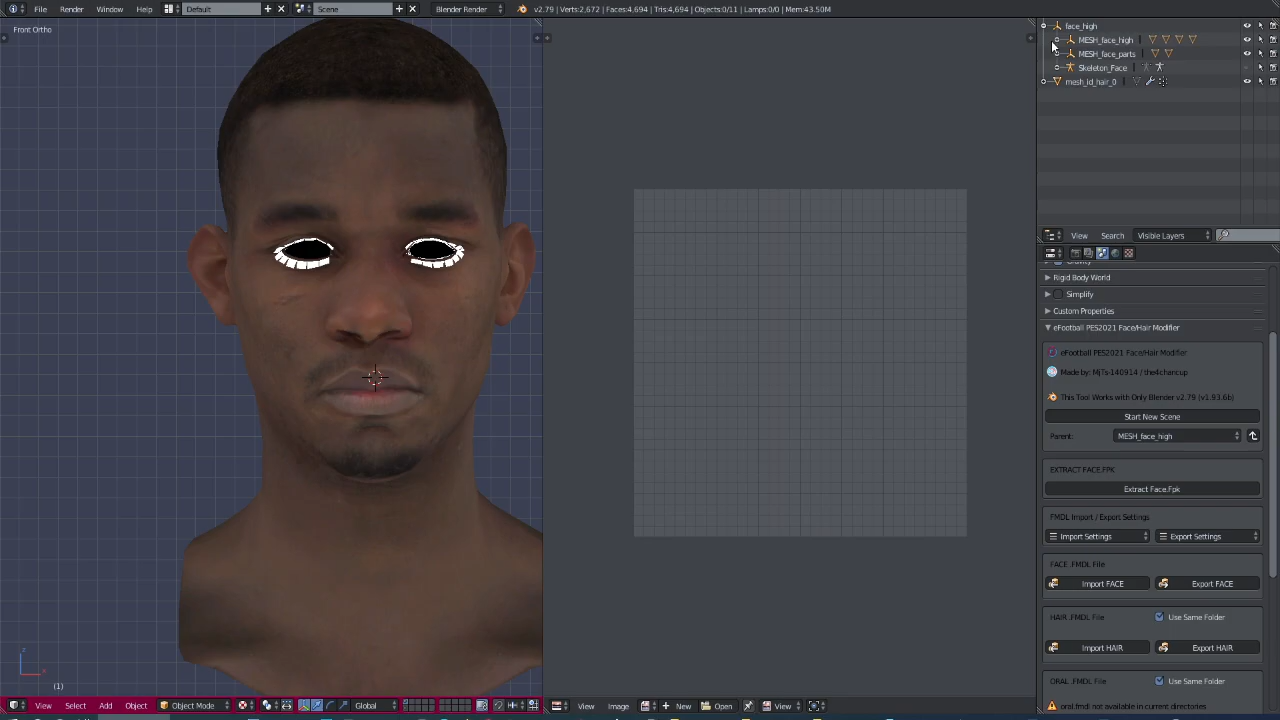 File Render Window Help Default Scene Blender Render v2.79 | Verts:2,672 | Faces:4,694 | Tris:4,694 | Objects:0/11 | Lamps:0/0 | Mem:43.50M
Front Ortho
face_high
MESH_face_high
MESH_face_parts
Skeleton_Face
mesh_id_hair_0
View Search Visible Layers
Gravity
Rigid Body World
Simplify
Custom Properties
eFootball PES2021 Face/Hair Modifier
eFootball PES2021 Face/Hair Modifier
Made by: MjTs-140914 / the4chancup
This Tool Works with Only Blender v2.79 (v1.93.6b)
Start New Scene
Parent: MESH_face_high
EXTRACT FACE.FPK
Extract Face.Fpk
FMDL Import / Export Settings
Import Settings Export Settings
FACE .FMDL File
Import FACE Export FACE
HAIR .FMDL File Use Same Folder
Import HAIR Export HAIR
ORAL .FMDL File Use Same Folder
oral.fmdl not available in current directories
z
x
(1)
View Select Add Object Object Mode Global View Image New Open View